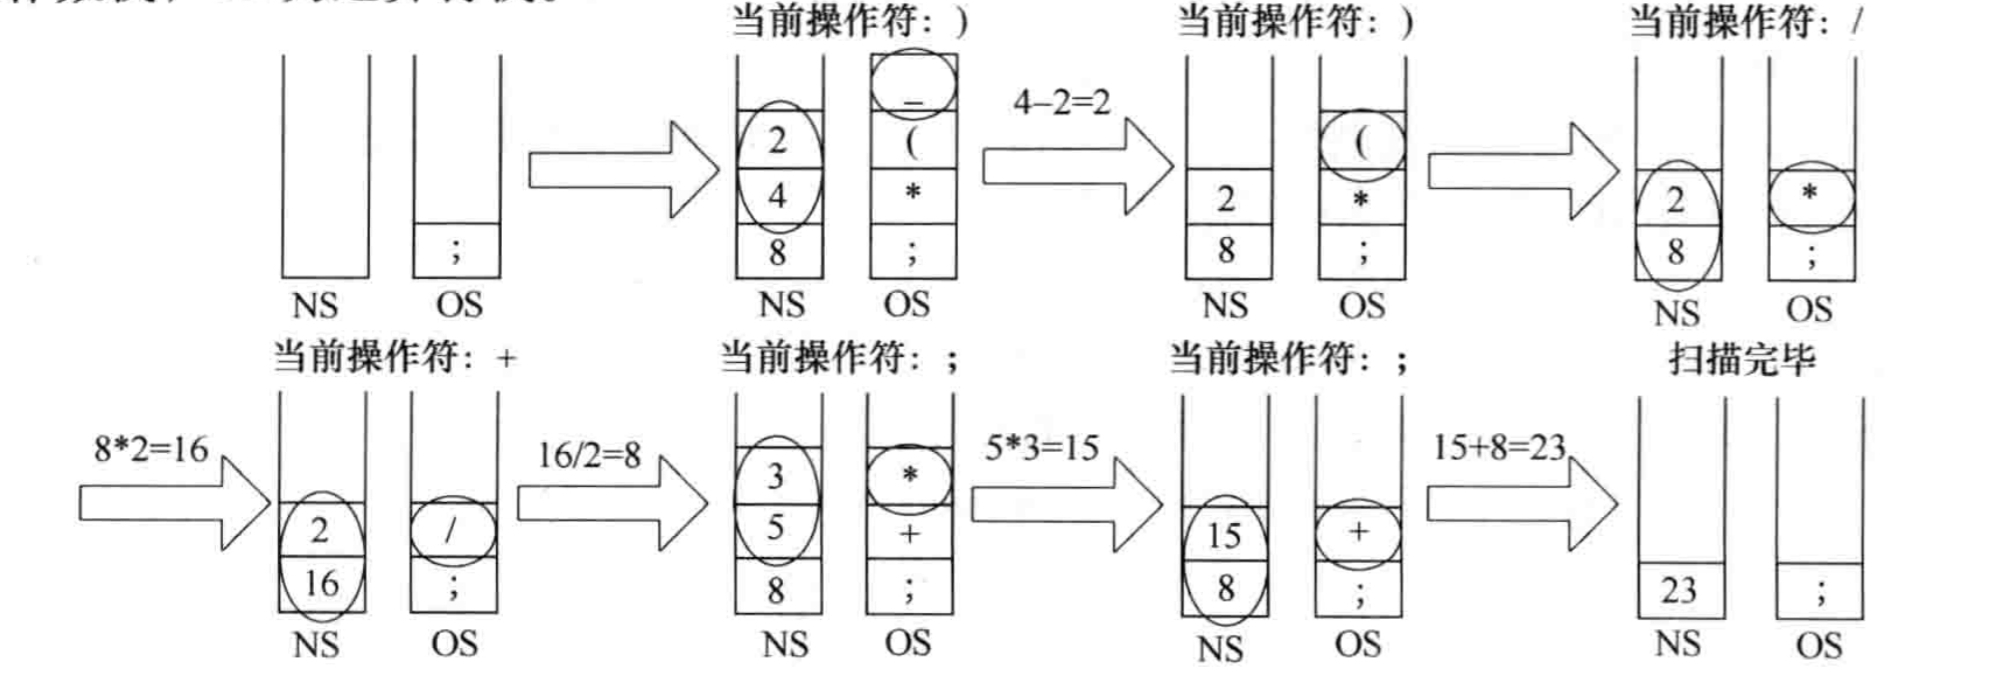 当前操作符：) 当前操作符：) 当前操作符：/
4–2=2
– (
2 ( 2 * 2 *
4 * 8 ; 8 ;
; 8 ;
NS OS NS OS NS OS NS OS
当前操作符：+ 当前操作符：; 当前操作符：; 扫描完毕
8*2=16 16/2=8 5*3=15 15+8=23
3 *
2 / 5 + 15 +
16 ; 8 ; 8 ; 23 ;
NS OS NS OS NS OS NS OS